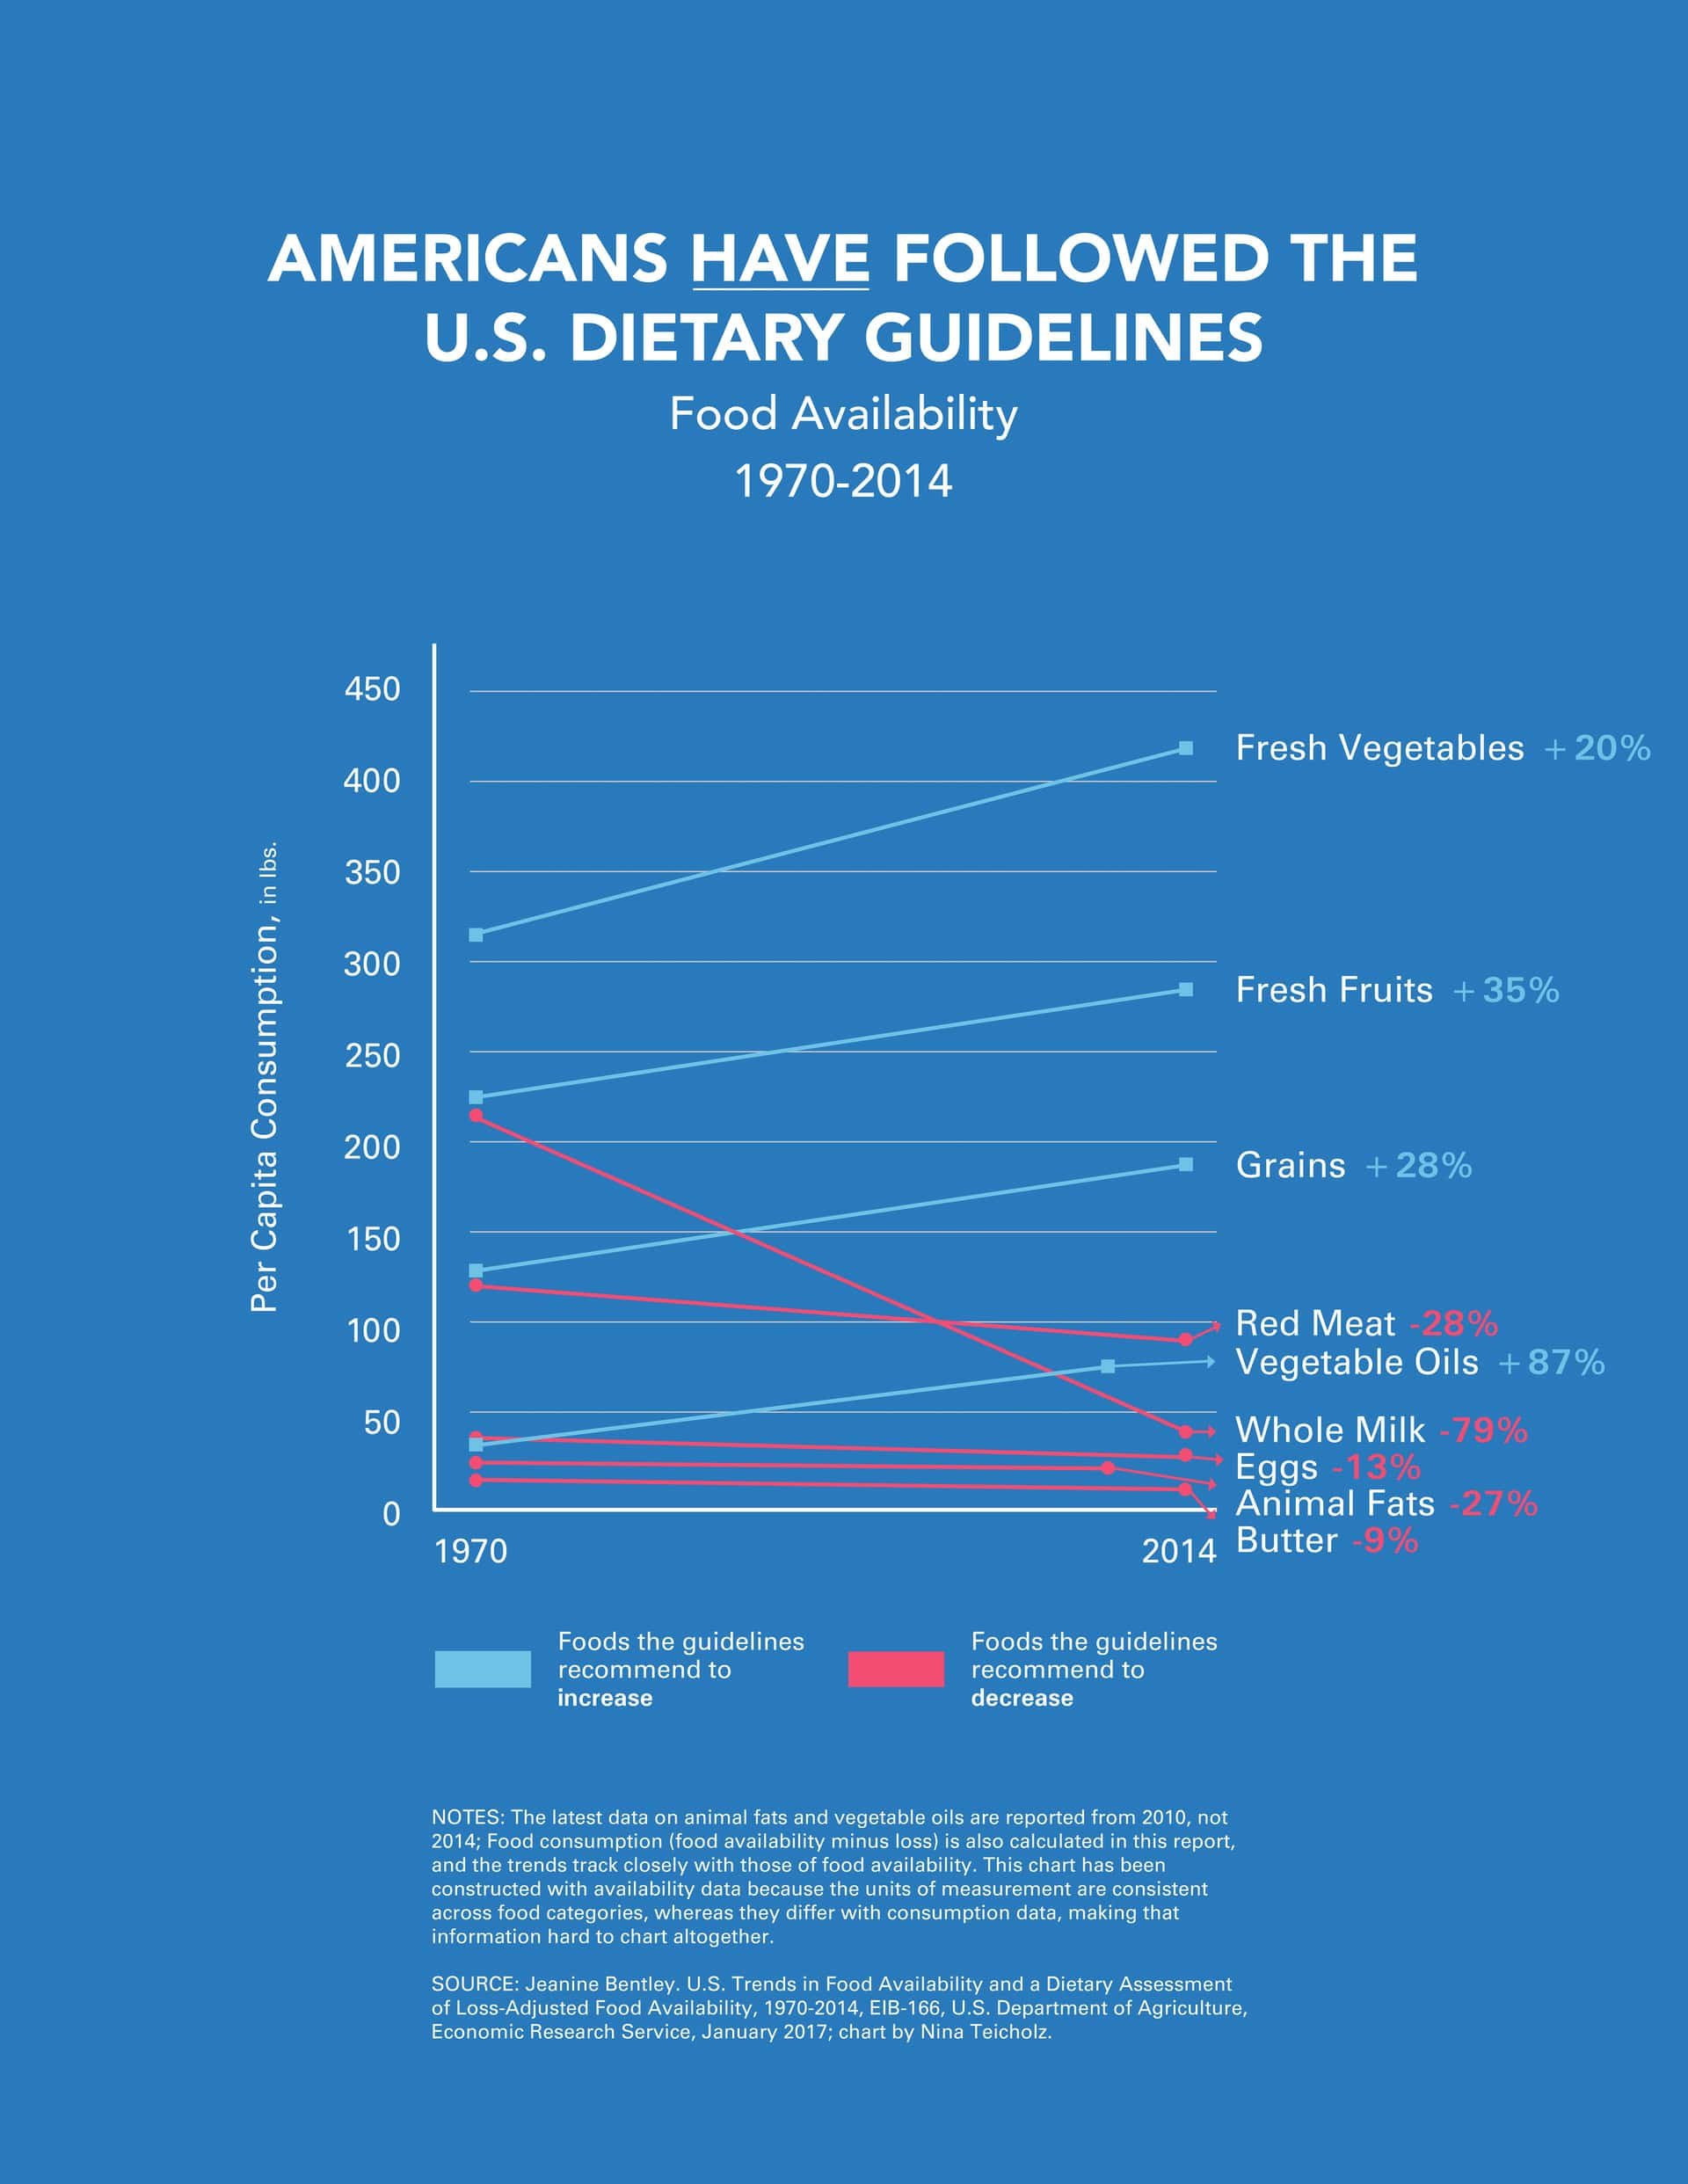 AMERICANS HAVE FOLLOWED THE
U.S. DIETARY GUIDELINES
Food Availability
1970-2014
Per Capita Consumption, in lbs.
450
400
350
300
250
200
150
100
50
0
1970
2014
Fresh Vegetables +20%
Fresh Fruits +35%
Grains +28%
Red Meat -28%
Vegetable Oils +87%
Whole Milk -79%
Eggs -13%
Animal Fats -27%
Butter -9%
Foods the guidelines
recommend to
increase
Foods the guidelines
recommend to
decrease
NOTES: The latest data on animal fats and vegetable oils are reported from 2010, not
2014; Food consumption (food availability minus loss) is also calculated in this report,
and the trends track closely with those of food availability. This chart has been
constructed with availability data because the units of measurement are consistent
across food categories, whereas they differ with consumption data, making that
information hard to chart altogether.
SOURCE: Jeanine Bentley. U.S. Trends in Food Availability and a Dietary Assessment
of Loss-Adjusted Food Availability, 1970-2014, EIB-166, U.S. Department of Agriculture,
Economic Research Service, January 2017; chart by Nina Teicholz.